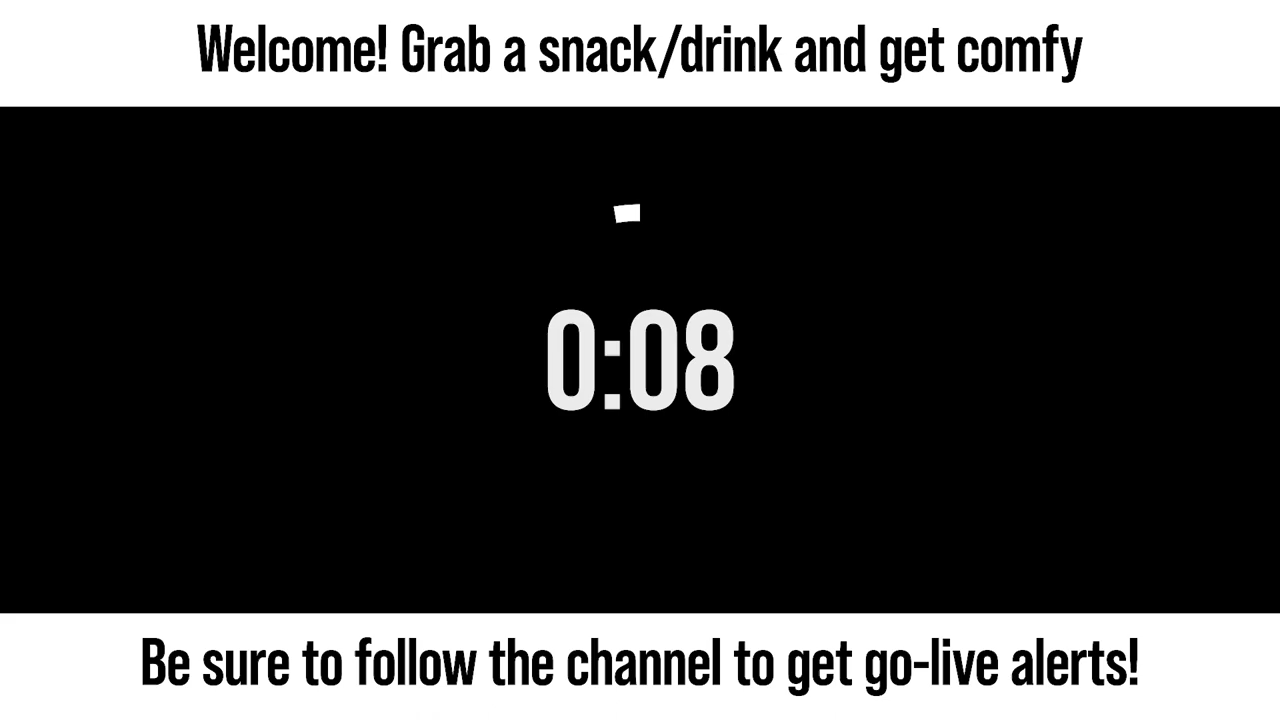 Welcome! Grab a snack/drink and get comfy
0:08
Be sure to follow the channel to get go-live alerts!